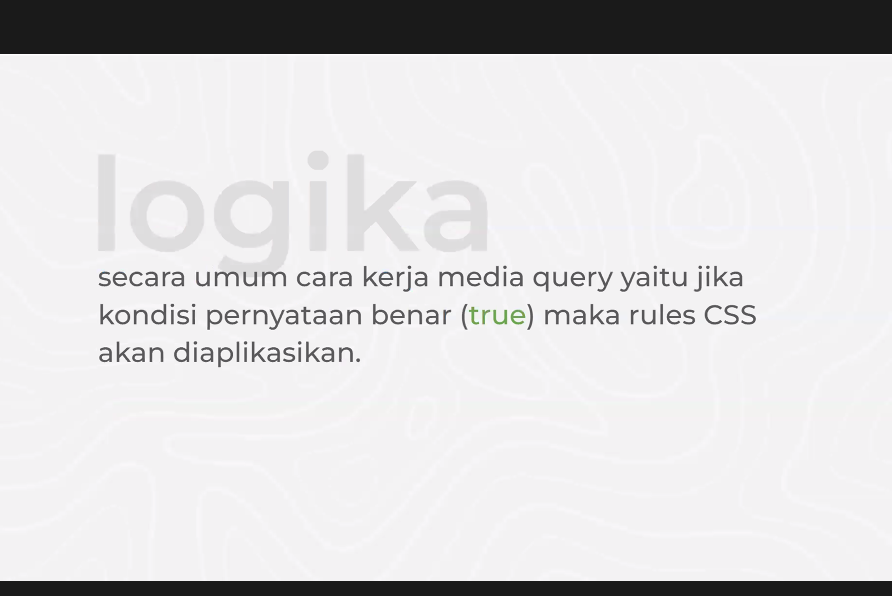 logika
secara umum cara kerja media query yaitu jika
kondisi pernyataan benar (true) maka rules CSS
akan diaplikasikan.